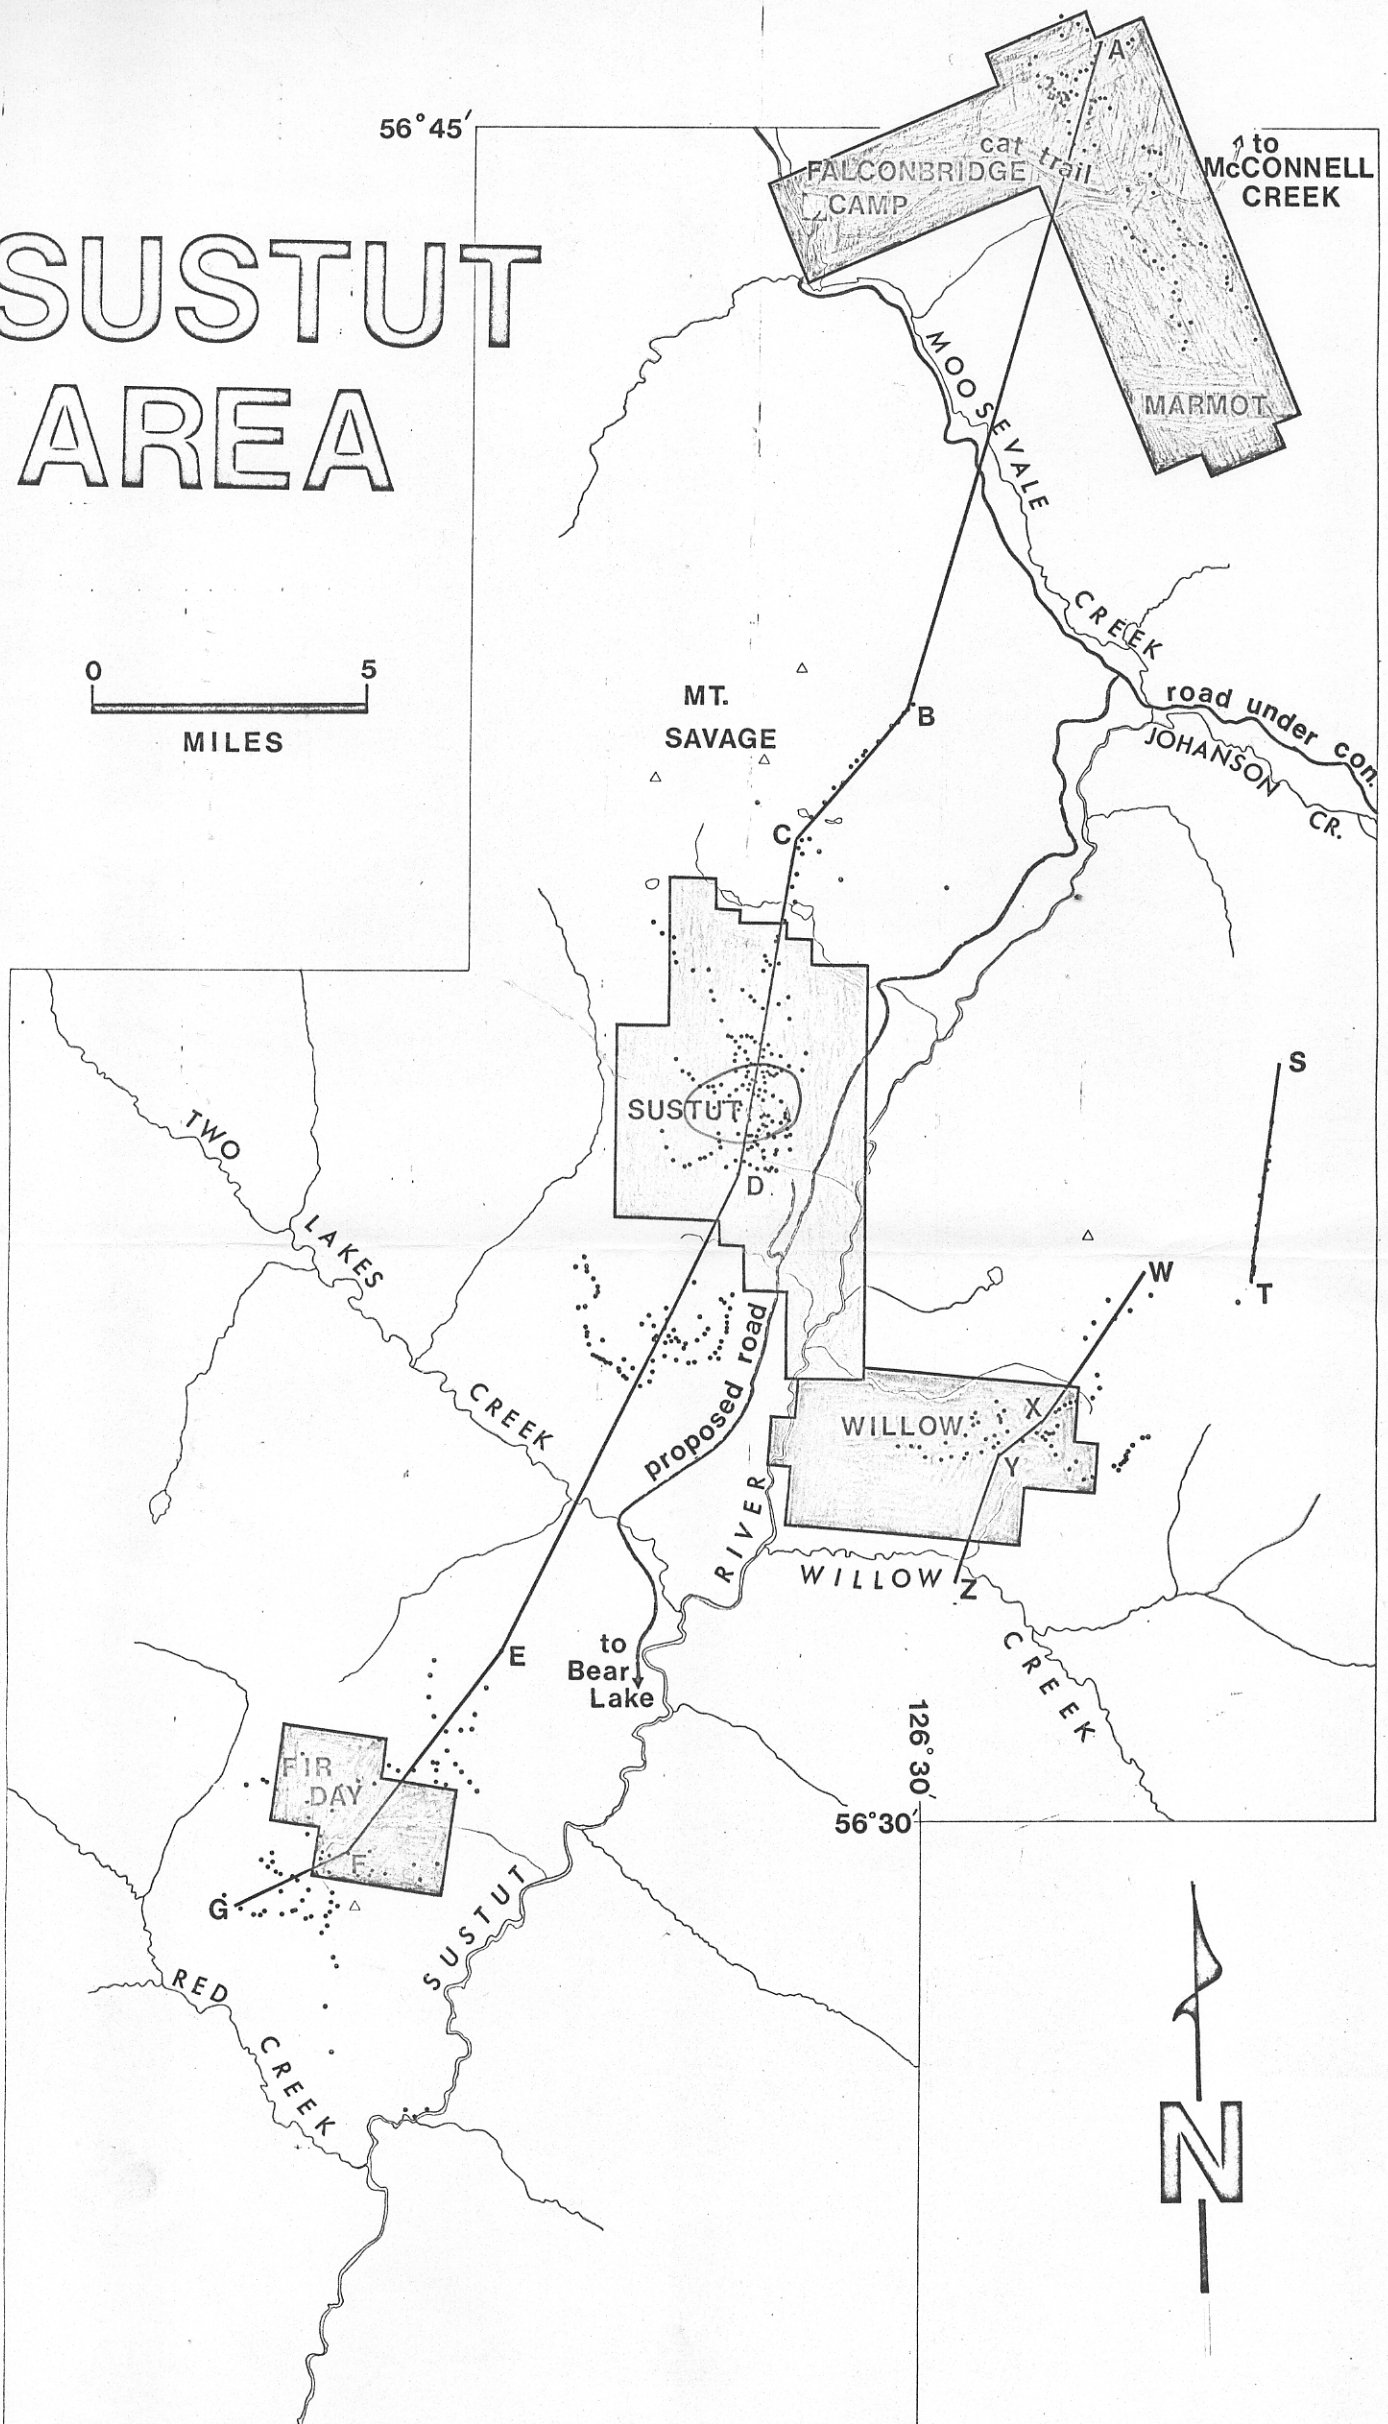 56°45′
A
cat trail
to
McCONNELL
CREEK
FALCONBRIDGE
CAMP
SUSTUT
AREA
MOOSEVALE
CREEK
MARMOT
0 5
MILES
MT.
SAVAGE
B
road under con.
JOHANSON
CR.
C
S
SUSTUT
D
TWO
LAKES
CREEK
W
T
proposed road
WILLOW
X
Y
RIVER
WILLOW
Z
CREEK
E
to
Bear
Lake
126°30′
56°30′
FIR
DAY
F
G
SUSTUT
RED
CREEK
N